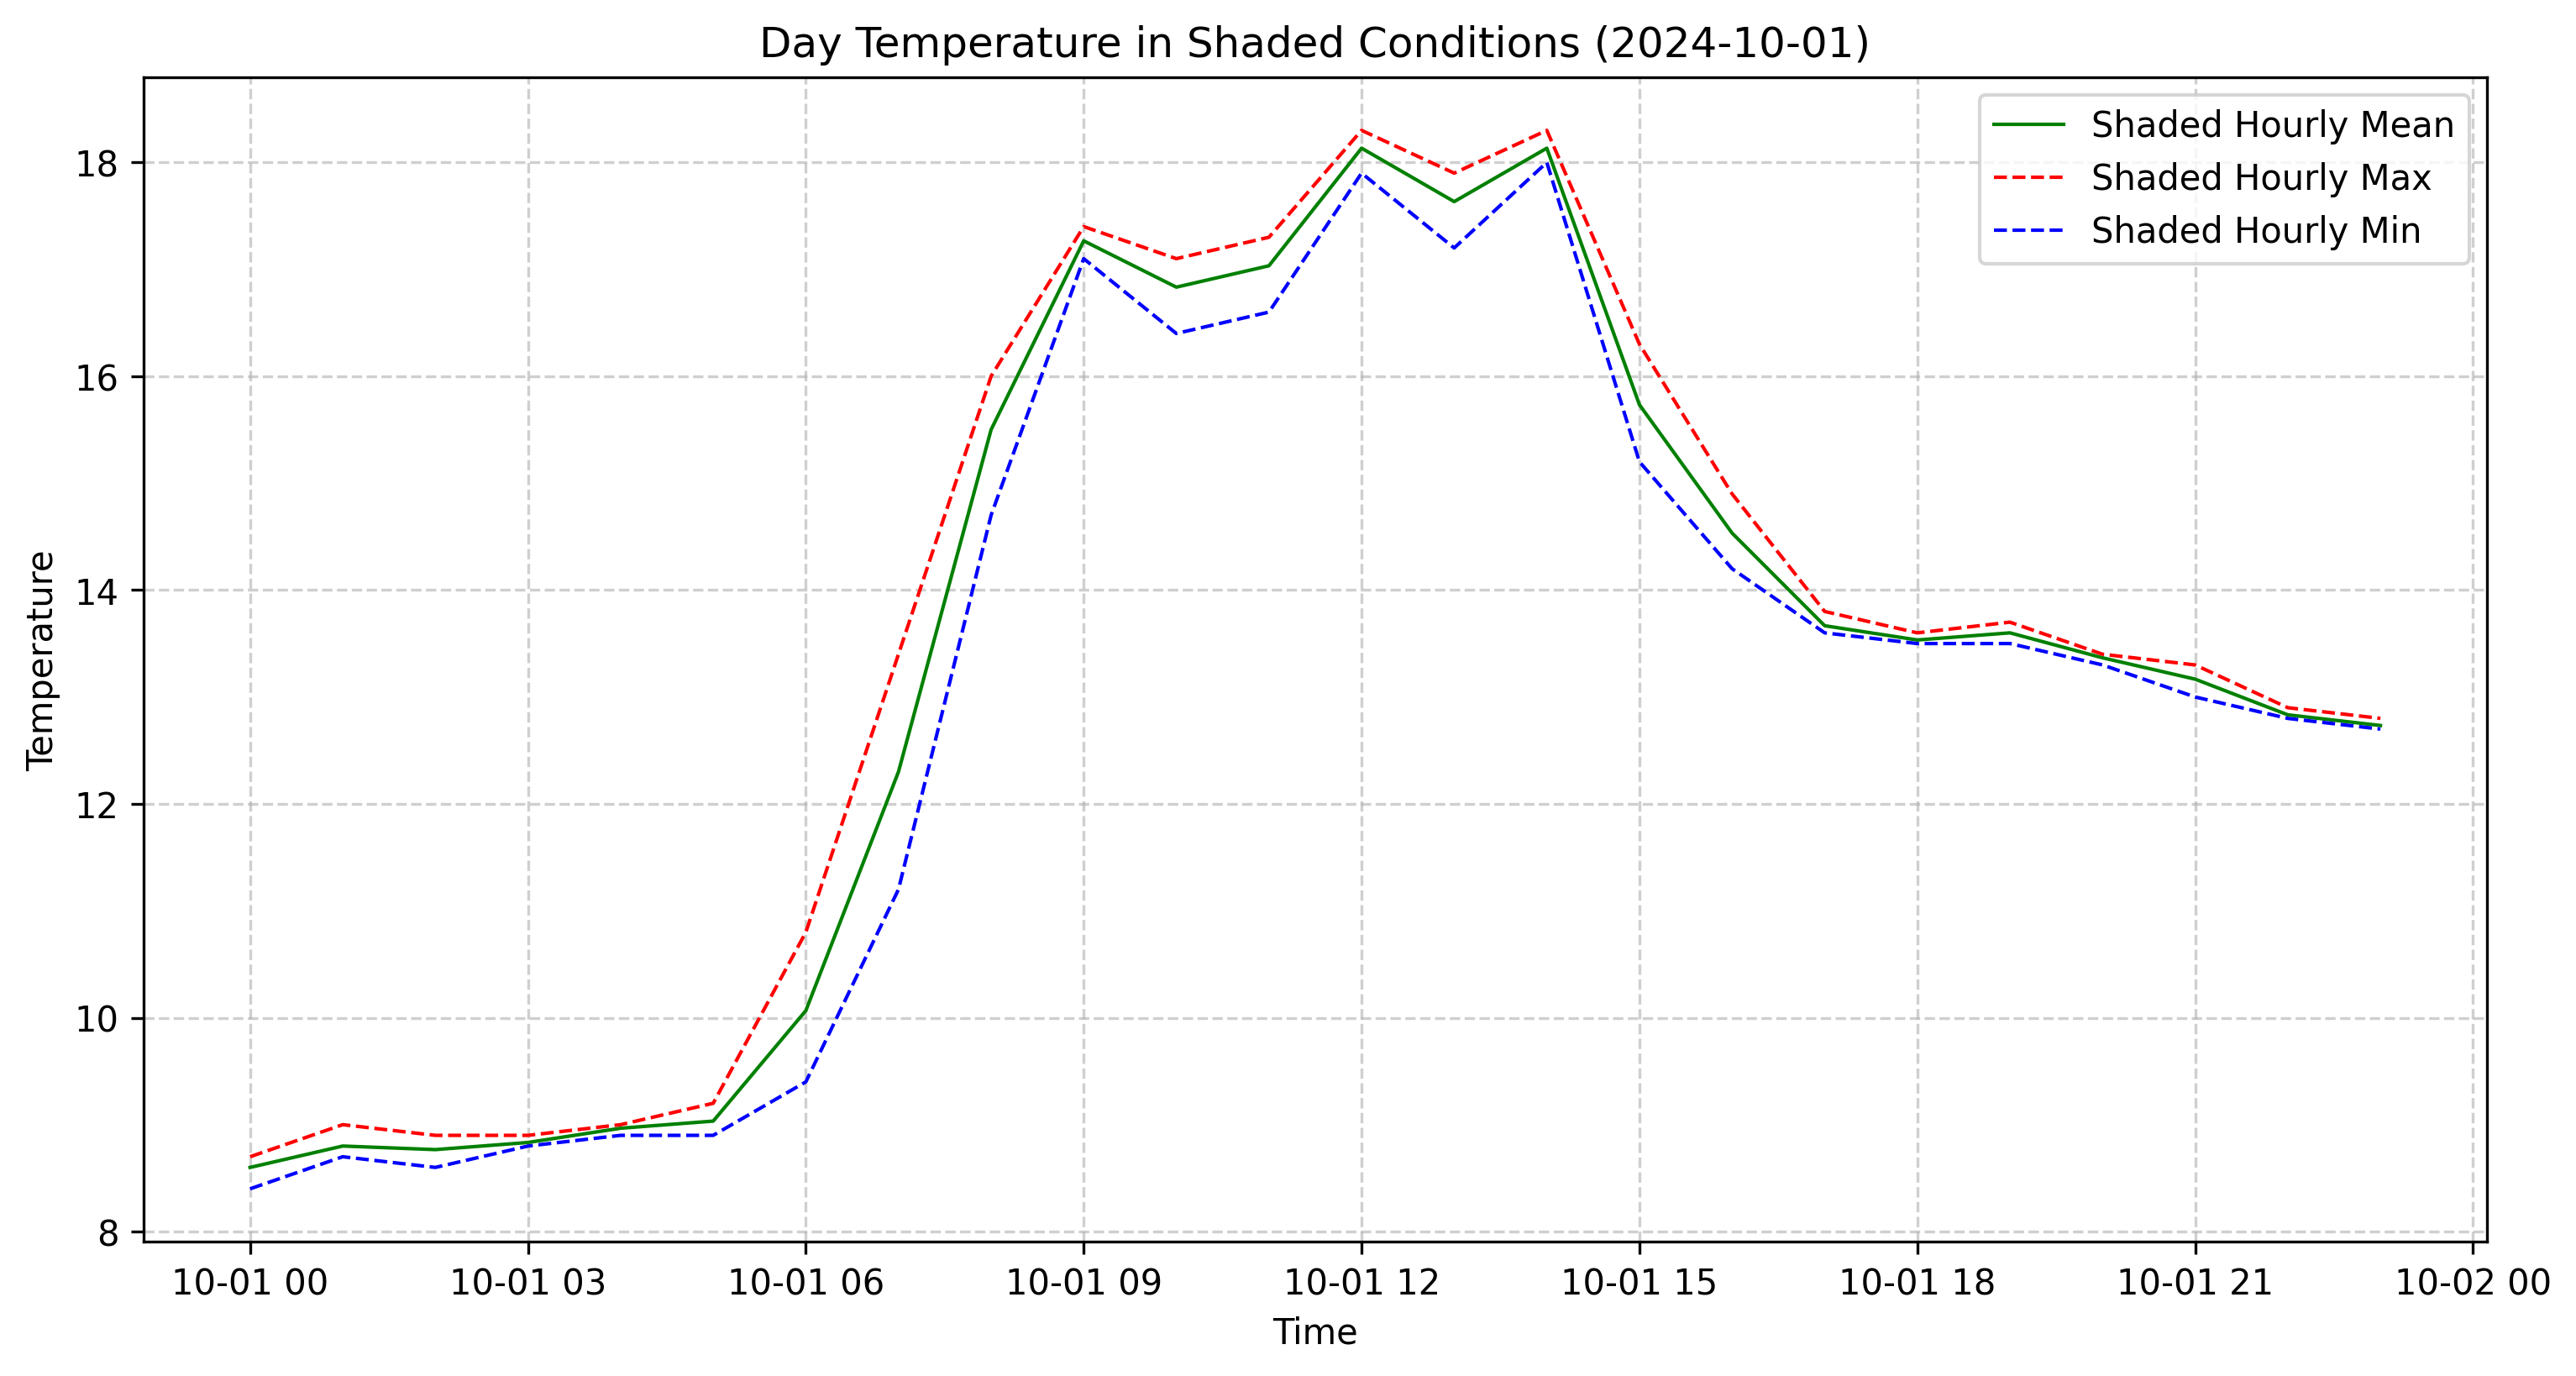 Day Temperature in Shaded Conditions (2024-10-01)
Shaded Hourly Mean
Shaded Hourly Max
Shaded Hourly Min
Temperature
18
16
14
12
10
8
10-01 00 10-01 03 10-01 06 10-01 09 10-01 12 10-01 15 10-01 18 10-01 21 10-02 00
Time